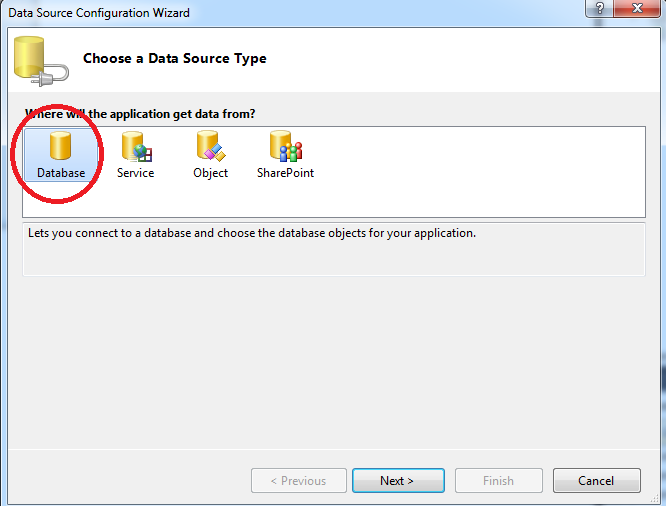 Data Source Configuration Wizard
?
Choose a Data Source Type
Where will the application get data from?
Database Service Object SharePoint
Lets you connect to a database and choose the database objects for your application.
< Previous Next > Finish Cancel